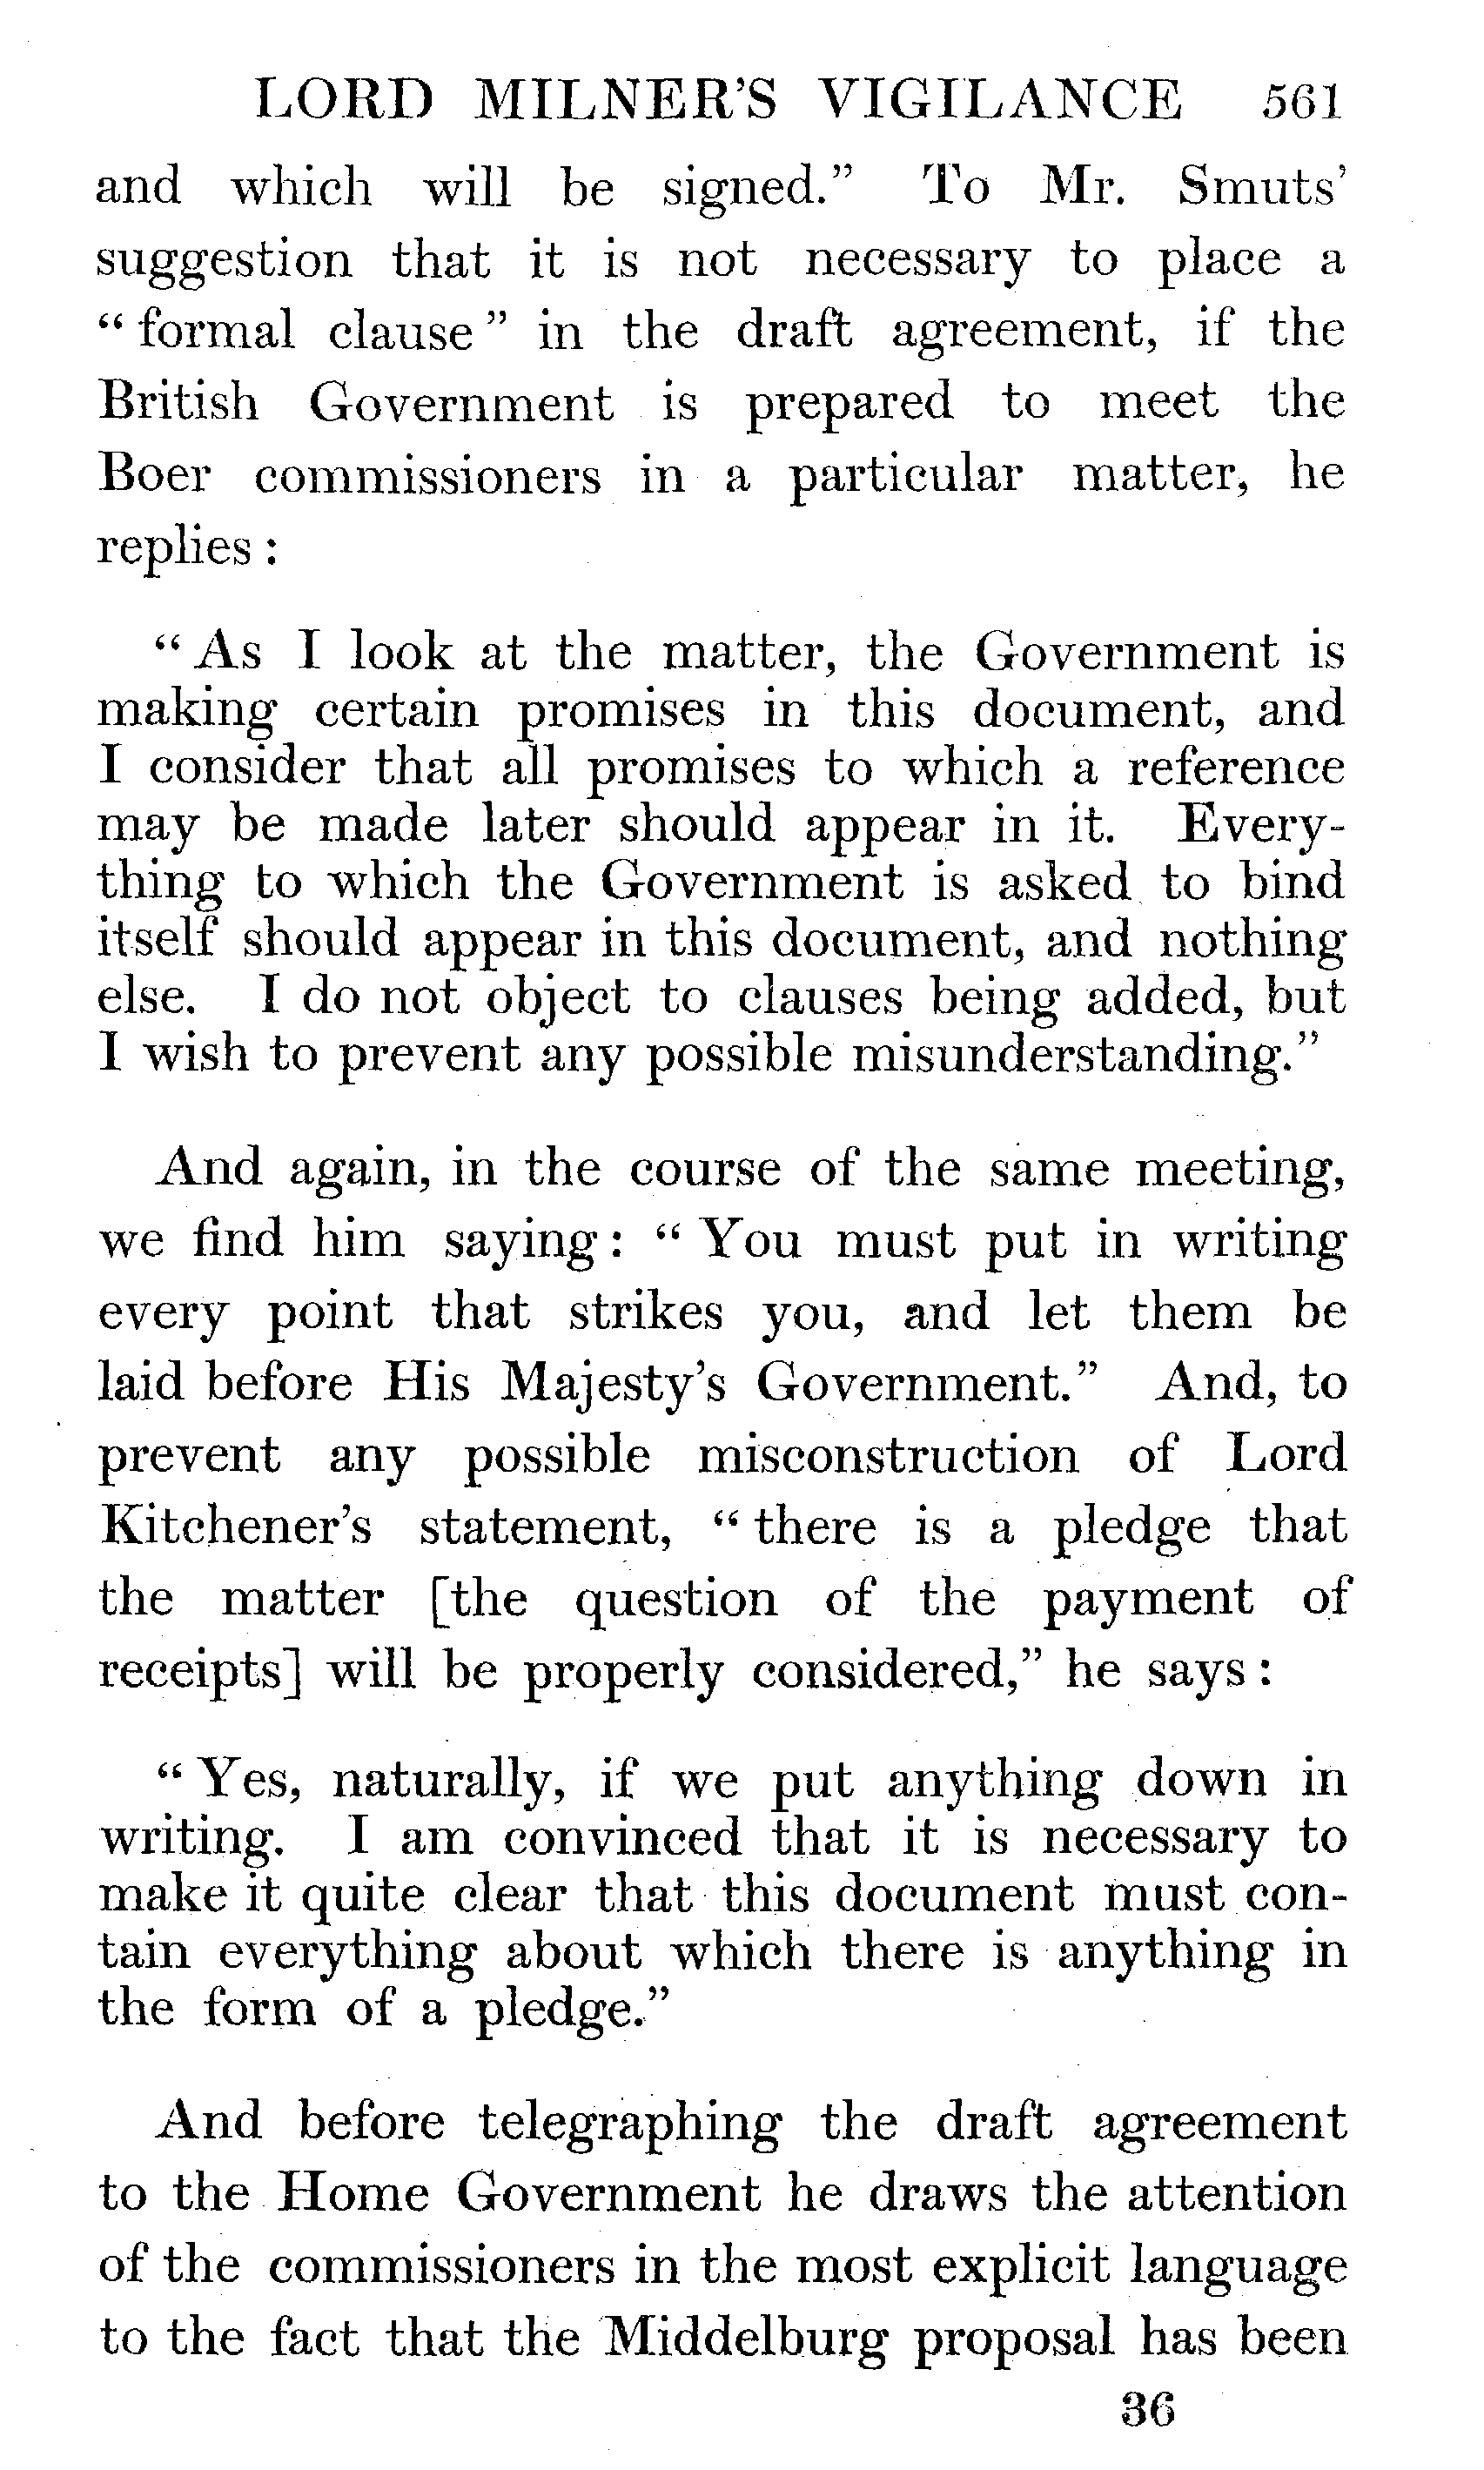 LORD MILNER'S VIGILANCE 561
and which will be signed." To Mr. Smuts'
suggestion that it is not necessary to place a
" formal clause " in the draft agreement, if the
British Government is prepared to meet the
Boer commissioners in a particular matter, he
replies :
" As I look at the matter, the Government is
making certain promises in this document, and
I consider that all promises to which a reference
may be made later should appear in it. Every-
thing to which the Government is asked to bind
itself should appear in this document, and nothing
else. I do not object to clauses being added, but
I wish to prevent any possible misunderstanding."
And again, in the course of the same meeting,
we find him saying : " You must put in writing
every point that strikes you, and let them be
laid before His Majesty's Government." And, to
prevent any possible misconstruction of Lord
Kitchener's statement, " there is a pledge that
the matter [the question of the payment of
receipts] will be properly considered," he says :
" Yes, naturally, if we put anything down in
writing. I am convinced that it is necessary to
make it quite clear that this document must con-
tain everything about which there is anything in
the form of a pledge."
And before telegraphing the draft agreement
to the Home Government he draws the attention
of the commissioners in the most explicit language
to the fact that the Middelburg proposal has been
36